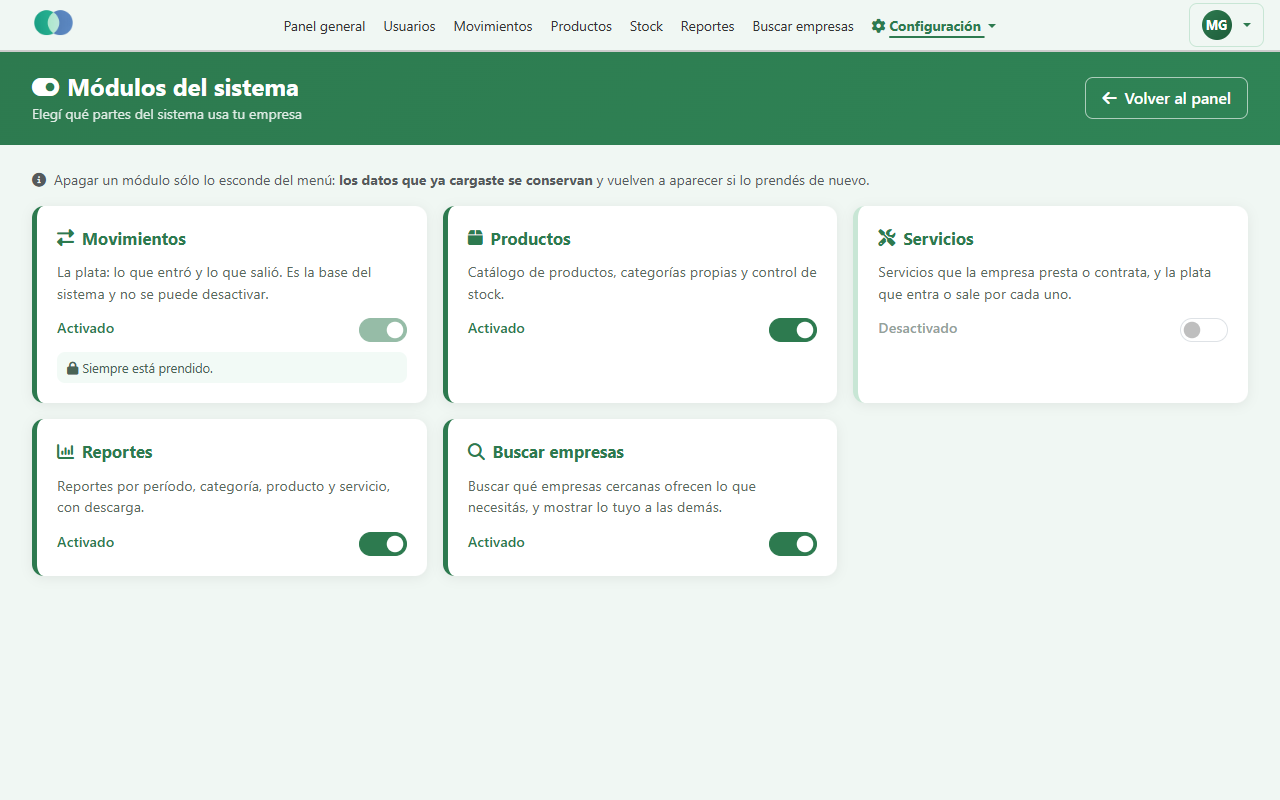 Panel general Usuarios Movimientos Productos Stock Reportes Buscar empresas Configuración MG
Módulos del sistema
Elegí qué partes del sistema usa tu empresa
Volver al panel
Apagar un módulo sólo lo esconde del menú: los datos que ya cargaste se conservan y vuelven a aparecer si lo prendés de nuevo.
Movimientos
La plata: lo que entró y lo que salió. Es la base del
sistema y no se puede desactivar.
Activado
Siempre está prendido.
Productos
Catálogo de productos, categorías propias y control de
stock.
Activado
Servicios
Servicios que la empresa presta o contrata, y la plata
que entra o sale por cada uno.
Desactivado
Reportes
Reportes por período, categoría, producto y servicio,
con descarga.
Activado
Buscar empresas
Buscar qué empresas cercanas ofrecen lo que
necesitás, y mostrar lo tuyo a las demás.
Activado